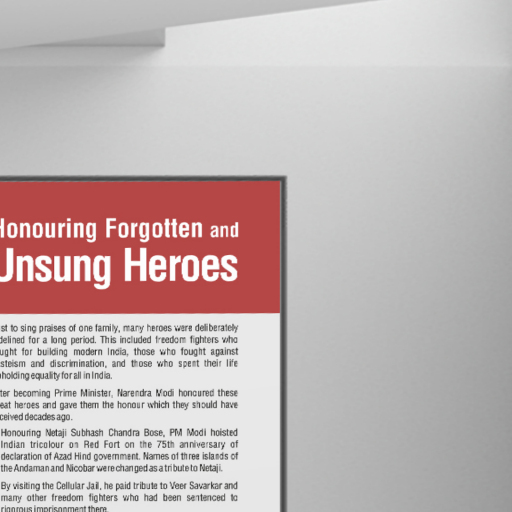 Honouring Forgotten and
Unsung Heroes
st to sing praises of one family, many heroes were deliberately
delined for a long period. This included freedom fighters who
ught for building modern India, those who fought against
steism and discrimination, and those who spent their life
holding equality for all in India.
ter becoming Prime Minister, Narendra Modi honoured these
eat heroes and gave them the honour which they should have
ceived decades ago.
Honouring Netaji Subhash Chandra Bose, PM Modi hoisted
Indian tricolour on Red Fort on the 75th anniversary of
declaration of Azad Hind government. Names of three islands of
the Andaman and Nicobar were changed as a tribute to Netaji.
By visiting the Cellular Jail, he paid tribute to Veer Savarkar and
many other freedom fighters who had been sentenced to
rigorous imprisonment there.